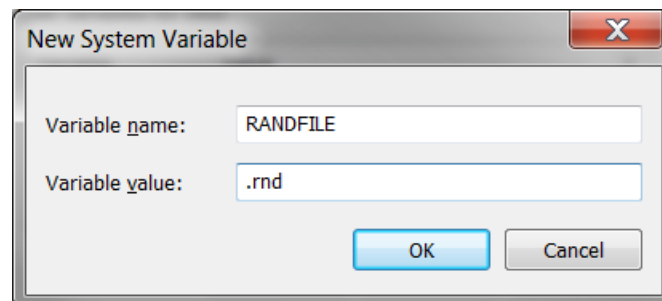 New System Variable
Variable name: RANDFILE
Variable value: .rnd
OK Cancel